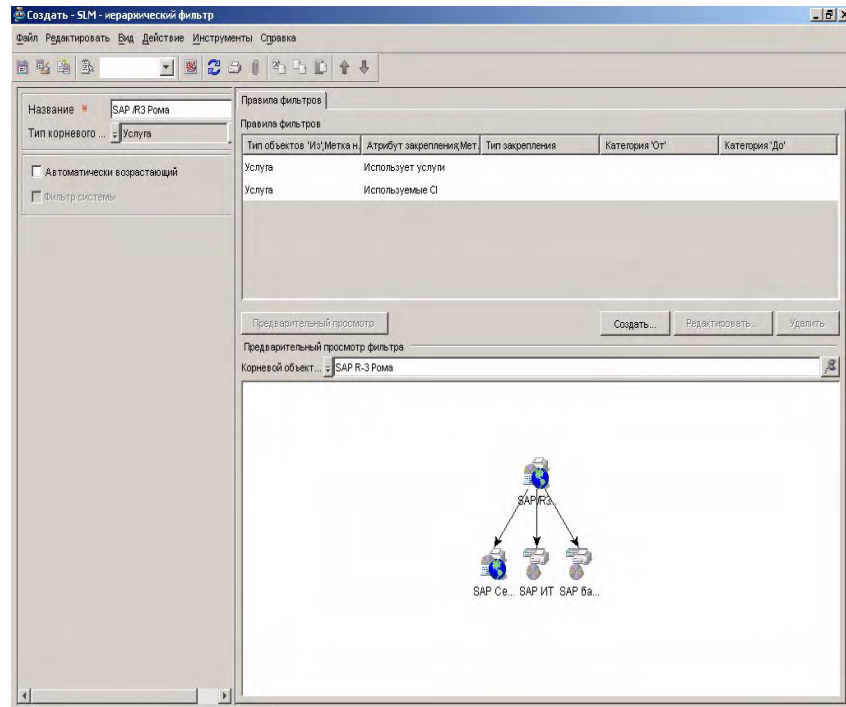 Создать - SLM - иерархический фильтр
Файл Редактировать Вид Действие Инструменты Справка
Название * SAP /R3 Рома
Тип корневого ... Услуга
Автоматически возрастающий
Фильтр системы
Правила фильтров
Правила фильтров
Тип объектов 'Из';Метка н. Атрибут закрепления;Мет. Тип закрепления Категория 'От' Категория 'До'
Услуга Использует услуги
Услуга Используемые CI
Предварительный просмотр Создать... Редактировать... Удалить
Предварительный просмотр фильтра
Корневой объект... SAP R-3 Рома
SAP/R3...
SAP Се... SAP ИТ SAP ба...